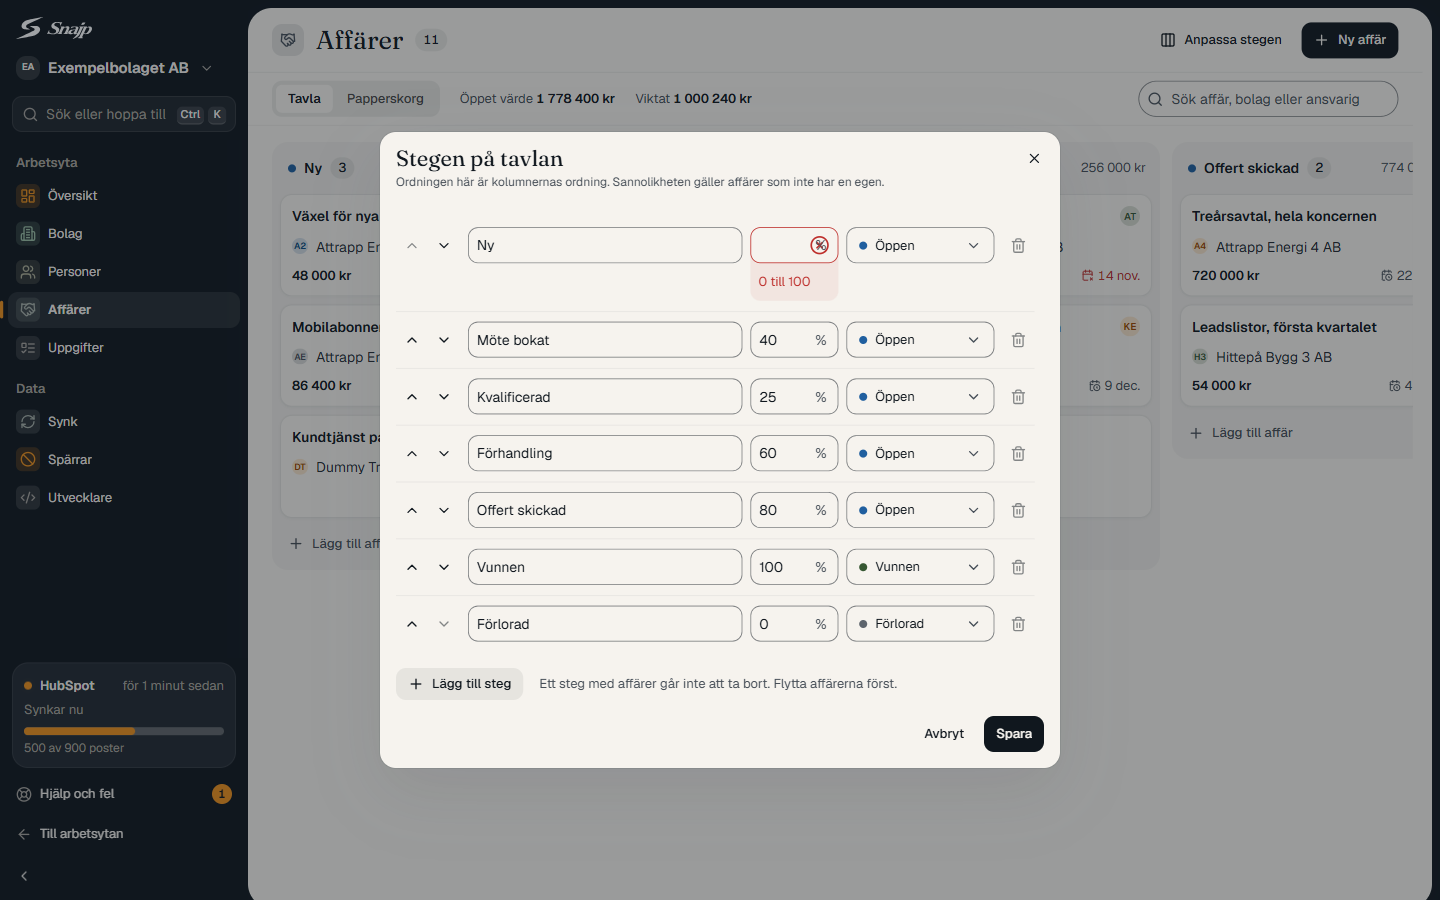 Snajp
EA Exempelbolaget AB
Sök eller hoppa till Ctrl K
Arbetsyta
Översikt
Bolag
Personer
Affärer
Uppgifter
Data
Synk
Spärrar
Utvecklare
HubSpot för 1 minut sedan
Synkar nu
500 av 900 poster
Hjälp och fel 1
Till arbetsytan
Affärer 11
Anpassa stegen
Ny affär
Tavla Papperskorg Öppet värde 1 778 400 kr Viktat 1 000 240 kr
Sök affär, bolag eller ansvarig
Ny 3
Växel för nya
A2 Attrapp En
48 000 kr
Mobilabonne
AE Attrapp En
86 400 kr
Kundtjänst pa
DT Dummy Tr
Lägg till aff
256 000 kr
AT
14 nov.
KE
9 dec.
Offert skickad 2 774 0
Treårsavtal, hela koncernen
A4 Attrapp Energi 4 AB
720 000 kr 22
Leadslistor, första kvartalet
H3 Hittepå Bygg 3 AB
54 000 kr 4
Lägg till affär
Stegen på tavlan
Ordningen här är kolumnernas ordning. Sannolikheten gäller affärer som inte har en egen.
Ny % Öppen
0 till 100
Möte bokat 40 % Öppen
Kvalificerad 25 % Öppen
Förhandling 60 % Öppen
Offert skickad 80 % Öppen
Vunnen 100 % Vunnen
Förlorad 0 % Förlorad
Lägg till steg Ett steg med affärer går inte att ta bort. Flytta affärerna först.
Avbryt Spara